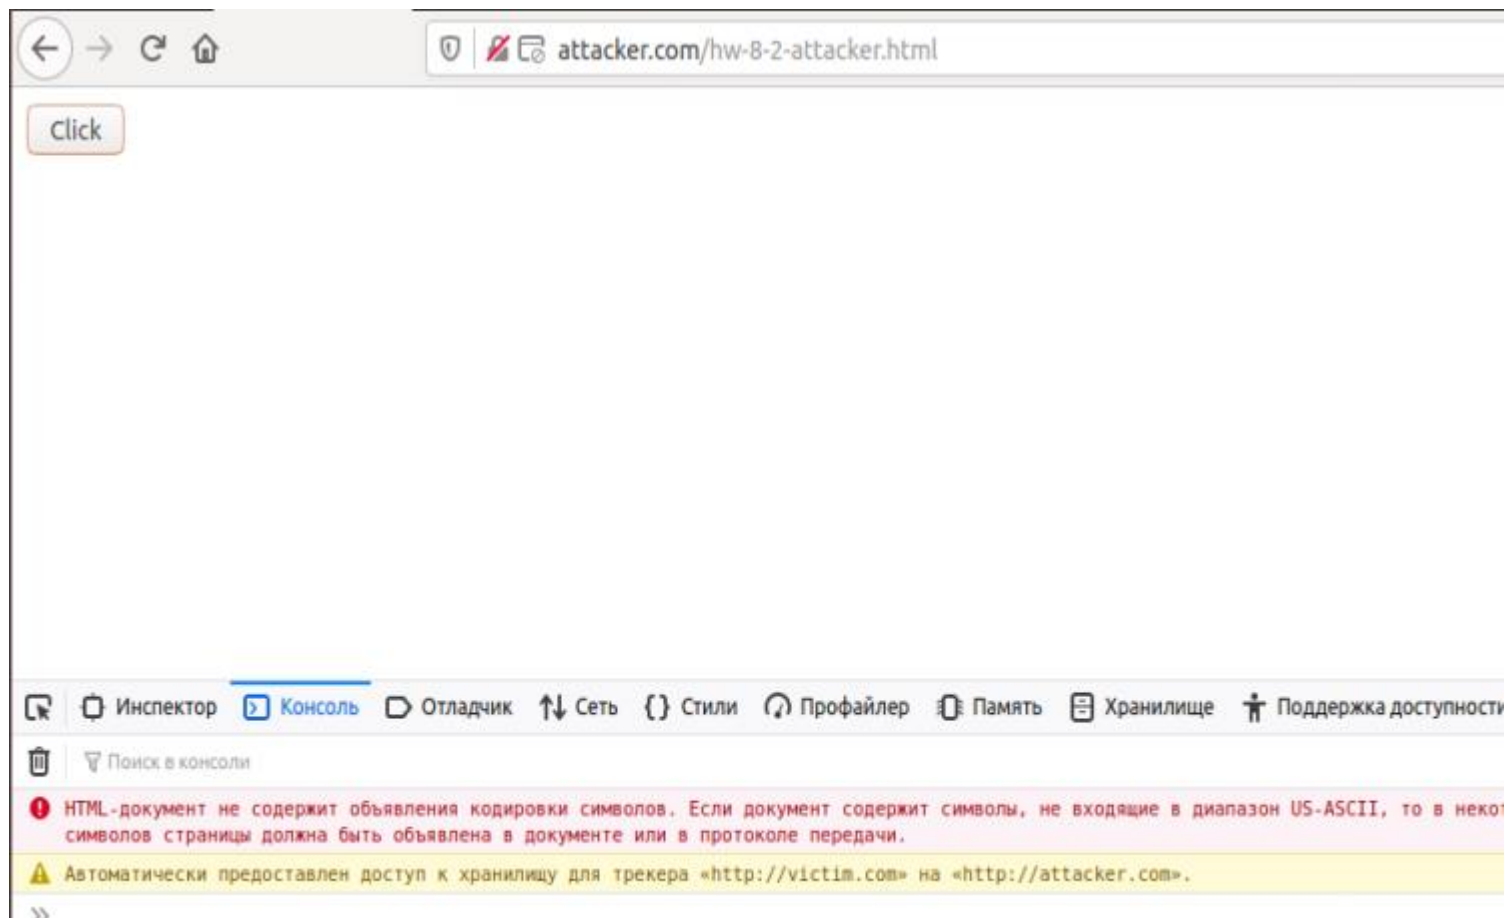 attacker.com/hw-8-2-attacker.html
Click
Инспектор Консоль Отладчик Сеть {} Стили Профайлер Память Хранилище Поддержка доступности
Поиск в консоли
HTML-документ не содержит объявления кодировки символов. Если документ содержит символы, не входящие в диапазон US-ASCII, то в некот
символов страницы должна быть объявлена в документе или в протоколе передачи.
Автоматически предоставлен доступ к хранилищу для трекера «http://victim.com» на «http://attacker.com».